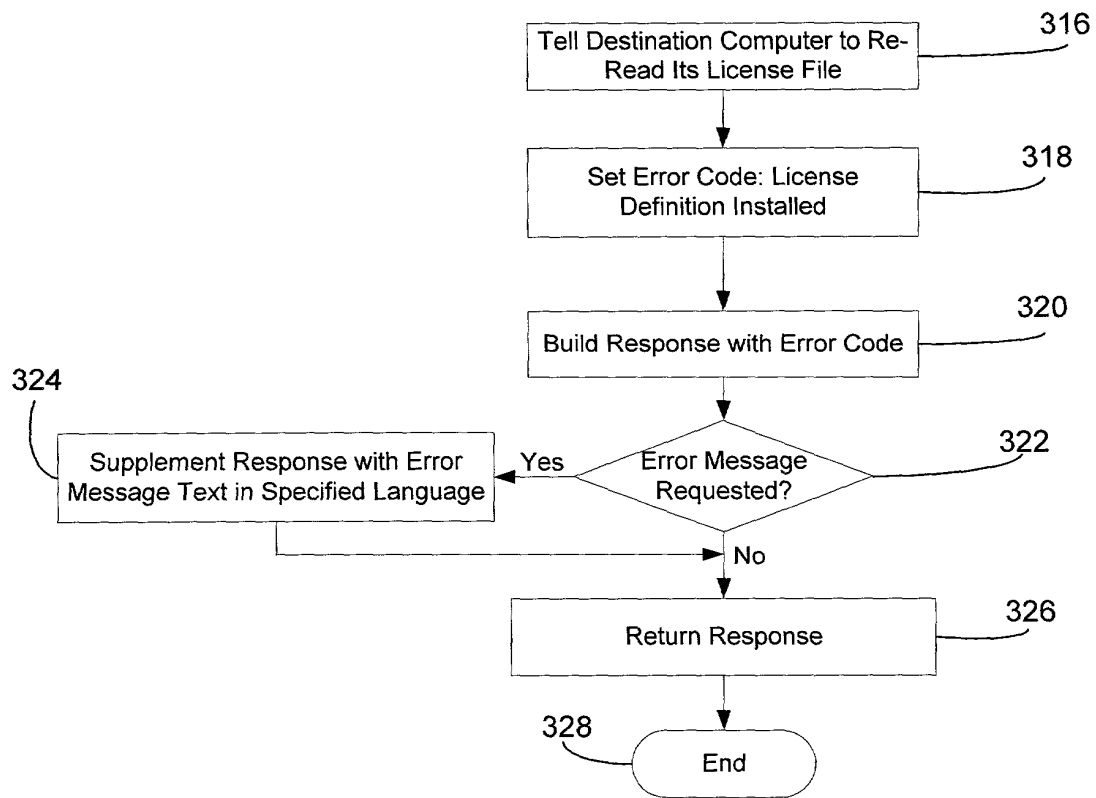 316
Tell Destination Computer to Re-
Read Its License File
318
Set Error Code: License
Definition Installed
320
Build Response with Error Code
324
Supplement Response with Error
Message Text in Specified Language
Yes
Error Message
Requested?
322
No
326
Return Response
328
End